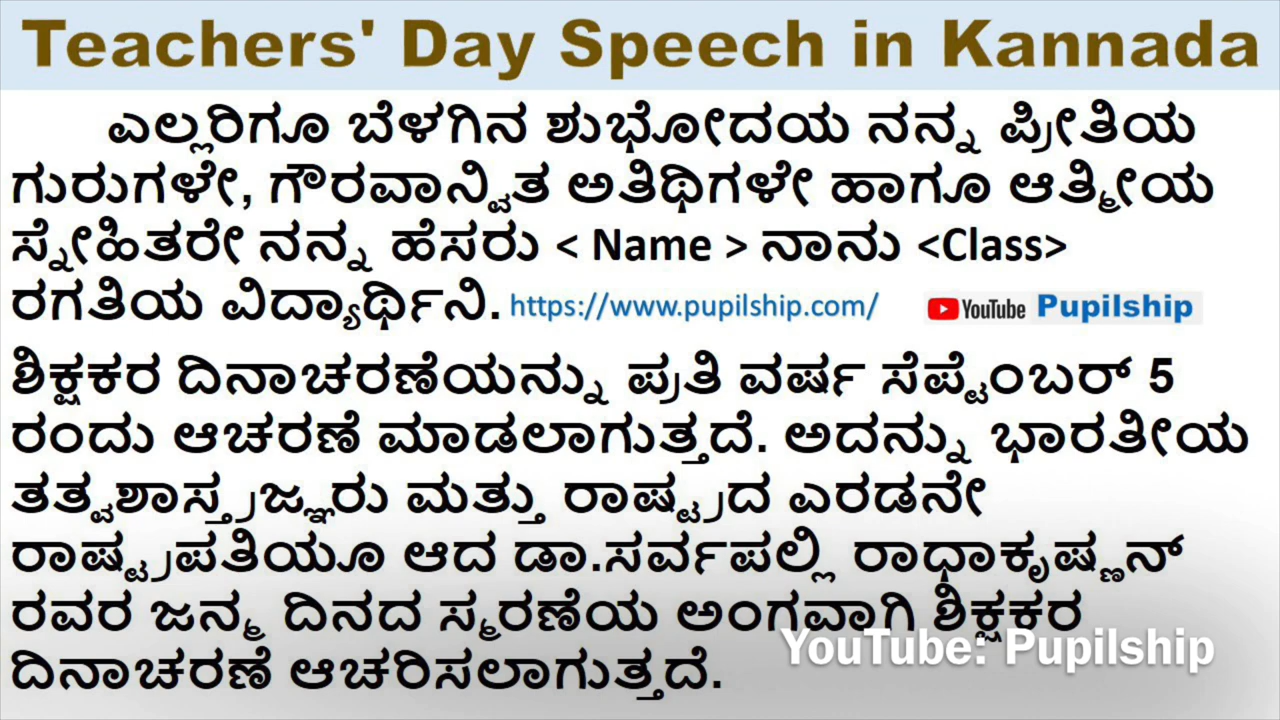 Teachers' Day Speech in Kannada
ಎಲ್ಲರಿಗೂ ಬೆಳಗಿನ ಶುಭೋದಯ ನನ್ನ ಪ್ರೀತಿಯ
ಗುರುಗಳೇ, ಗೌರವಾನ್ವಿತ ಅತಿಥಿಗಳೇ ಹಾಗೂ ಆತ್ಮೀಯ
ಸ್ನೇಹಿತರೇ ನನ್ನ ಹೆಸರು < Name > ನಾನು <Class>
ರಗತಿಯ ವಿದ್ಯಾರ್ಥಿನಿ. https://www.pupilship.com/ YouTube Pupilship
ಶಿಕ್ಷಕರ ದಿನಾಚರಣೆಯನ್ನು ಪ್ರತಿ ವರ್ಷ ಸೆಪ್ಟೆಂಬರ್ 5
ರಂದು ಆಚರಣೆ ಮಾಡಲಾಗುತ್ತದೆ. ಅದನ್ನು ಭಾರತೀಯ
ತತ್ವಶಾಸ್ತ್ರಜ್ಞರು ಮತ್ತು ರಾಷ್ಟ್ರದ ಎರಡನೇ
ರಾಷ್ಟ್ರಪತಿಯೂ ಆದ ಡಾ.ಸರ್ವಪಲ್ಲಿ ರಾಧಾಕೃಷ್ಣನ್
ರವರ ಜನ್ಮ ದಿನದ ಸ್ಮರಣೆಯ ಅಂಗವಾಗಿ ಶಿಕ್ಷಕರ
ದಿನಾಚರಣೆ ಆಚರಿಸಲಾಗುತ್ತದೆ.
YouTube: Pupilship